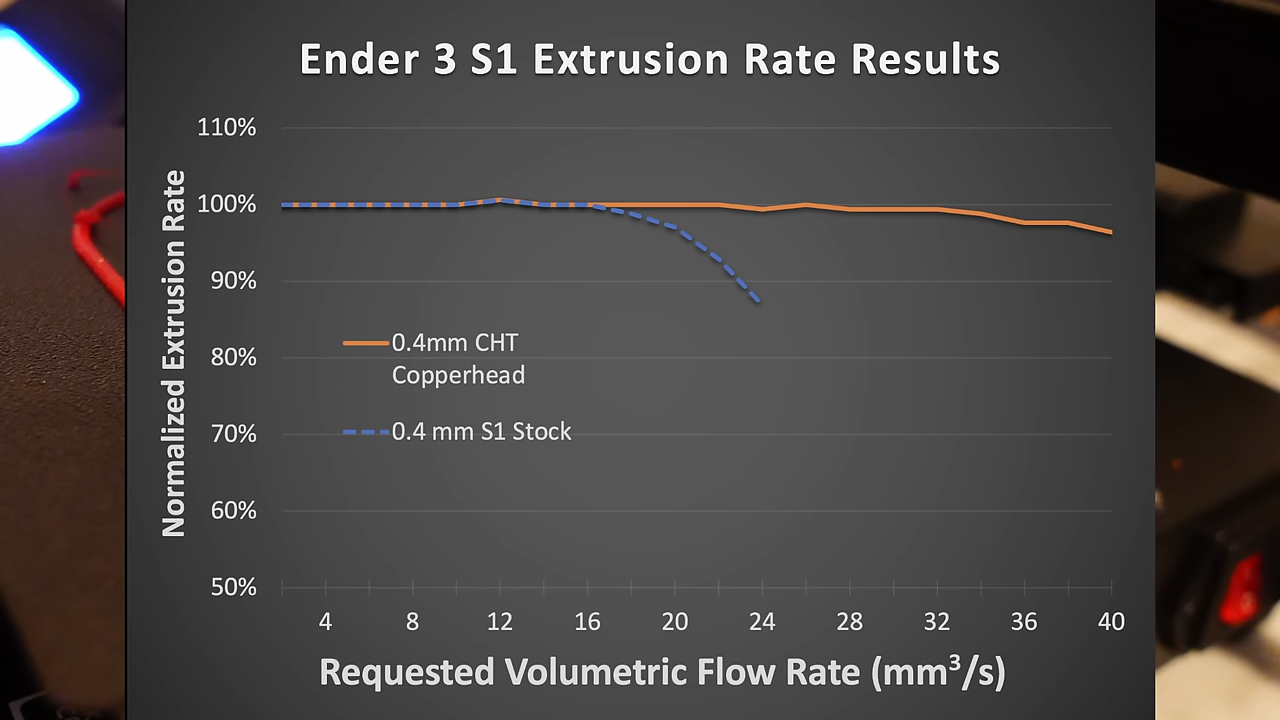 Ender 3 S1 Extrusion Rate Results
Normalized Extrusion Rate
110%
100%
90%
80%
70%
60%
50%
0.4mm CHT
Copperhead
0.4 mm S1 Stock
4 8 12 16 20 24 28 32 36 40
Requested Volumetric Flow Rate (mm³/s)